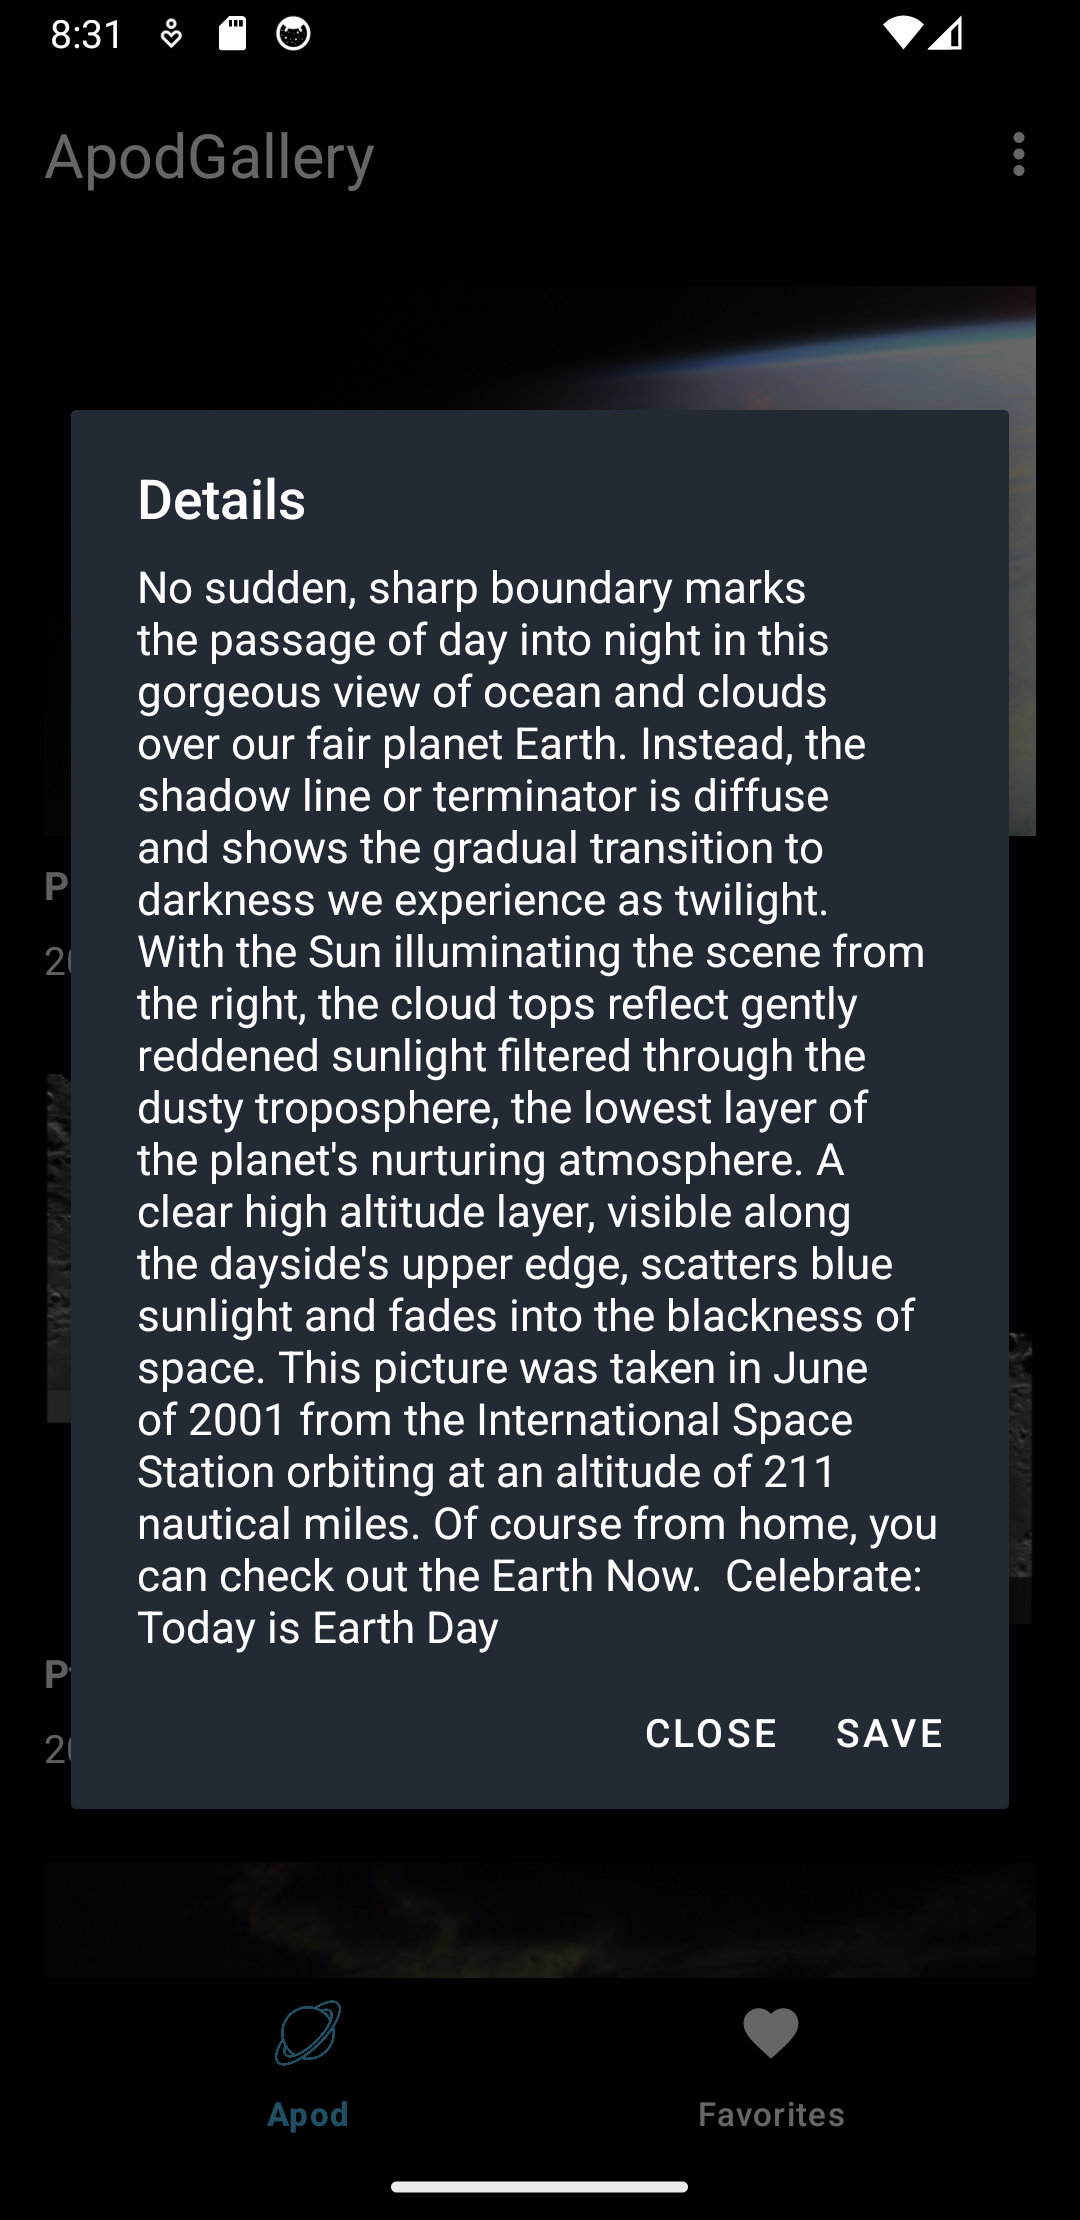 8:31
ApodGallery
Details
No sudden, sharp boundary marks
the passage of day into night in this
gorgeous view of ocean and clouds
over our fair planet Earth. Instead, the
shadow line or terminator is diffuse
and shows the gradual transition to
darkness we experience as twilight.
With the Sun illuminating the scene from
the right, the cloud tops reflect gently
reddened sunlight filtered through the
dusty troposphere, the lowest layer of
the planet's nurturing atmosphere. A
clear high altitude layer, visible along
the dayside's upper edge, scatters blue
sunlight and fades into the blackness of
space. This picture was taken in June
of 2001 from the International Space
Station orbiting at an altitude of 211
nautical miles. Of course from home, you
can check out the Earth Now.  Celebrate:
Today is Earth Day
CLOSE SAVE
Apod Favorites